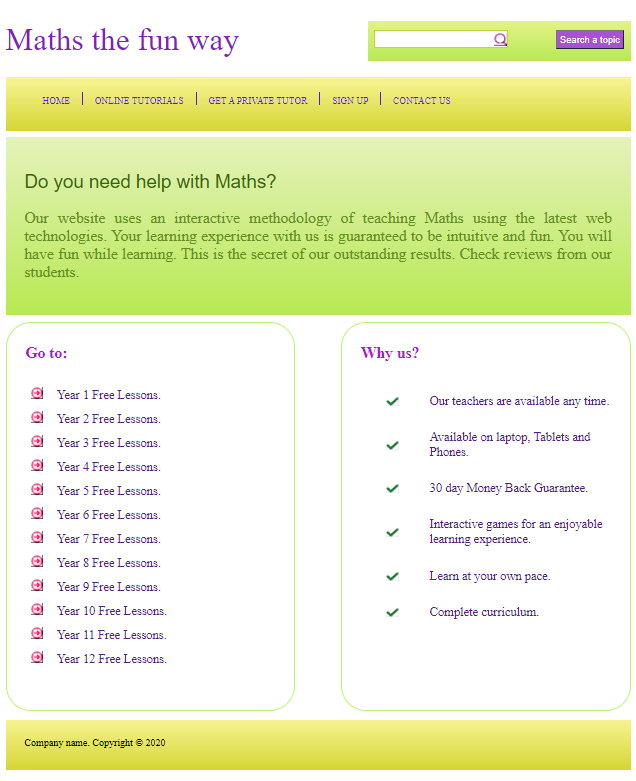 Maths the fun way
Search a topic
HOME ONLINE TUTORIALS GET A PRIVATE TUTOR SIGN UP CONTACT US
Do you need help with Maths?
Our website uses an interactive methodology of teaching Maths using the latest web
technologies. Your learning experience with us is guaranteed to be intuitive and fun. You will
have fun while learning. This is the secret of our outstanding results. Check reviews from our
students.
Go to:
Year 1 Free Lessons.
Year 2 Free Lessons.
Year 3 Free Lessons.
Year 4 Free Lessons.
Year 5 Free Lessons.
Year 6 Free Lessons.
Year 7 Free Lessons.
Year 8 Free Lessons.
Year 9 Free Lessons.
Year 10 Free Lessons.
Year 11 Free Lessons.
Year 12 Free Lessons.
Why us?
Our teachers are available any time.
Available on laptop, Tablets and
Phones.
30 day Money Back Guarantee.
Interactive games for an enjoyable
learning experience.
Learn at your own pace.
Complete curriculum.
Company name. Copyright © 2020